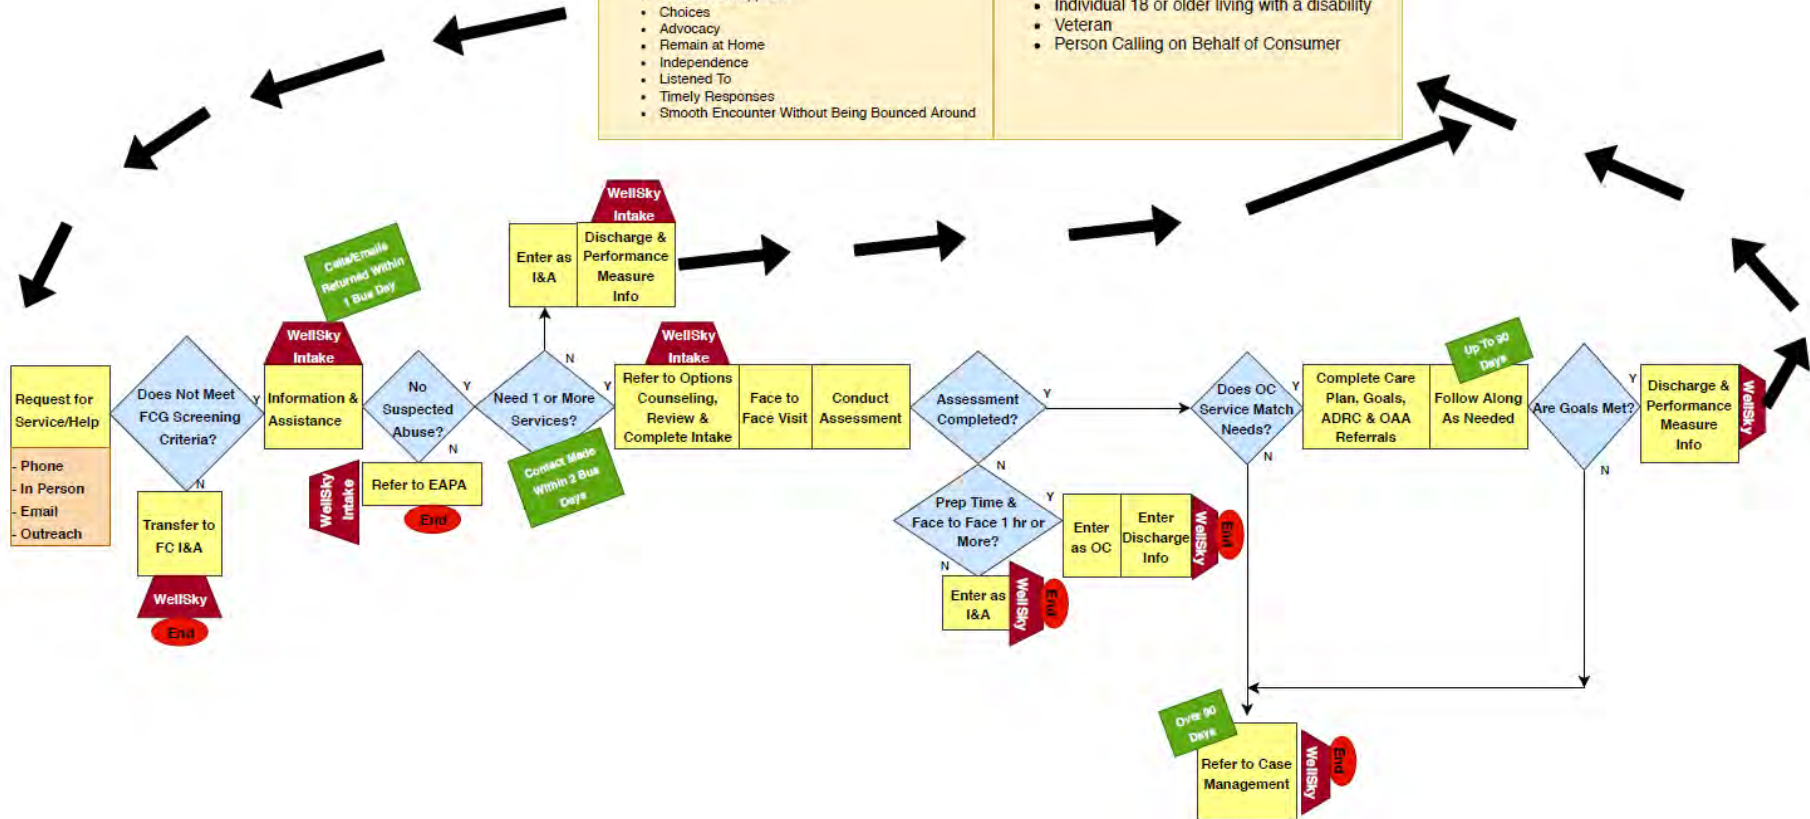 • Choices
• Advocacy
• Remain at Home
• Independence
• Listened To
• Timely Responses
• Smooth Encounter Without Being Bounced Around
• Individual 18 or older living with a disability
• Veteran
• Person Calling on Behalf of Consumer
Request for
Service/Help
- Phone
- In Person
- Email
- Outreach
Does Not Meet
FCG Screening
Criteria?
Y
N
Transfer to
FC I&A
WellSky
End
Calls/Emails
Returned Within
1 Bus Day
WellSky
Intake
Information &
Assistance
No
Suspected
Abuse?
Y
N
WellSky
Intake
Refer to EAPA
End
Need 1 or More
Services?
N
Y
Contact Made
Within 2 Bus
Days
Enter as
I&A
WellSky
Intake
Discharge &
Performance
Measure
Info
WellSky
Intake
Refer to Options
Counseling,
Review &
Complete Intake
Face to
Face Visit
Conduct
Assessment
Assessment
Completed?
Y
N
Prep Time &
Face to Face 1 hr or
More?
Y
N
Enter
as OC
Enter
Discharge
Info
WellSky
End
Enter as
I&A
WellSky
End
Does OC
Service Match
Needs?
Y
N
Complete Care
Plan, Goals,
ADRC & OAA
Referrals
Up To 90
Days
Follow Along
As Needed
Are Goals Met?
Y
N
Discharge &
Performance
Measure
Info
WellSky
Over 90
Days
Refer to Case
Management
WellSky
End